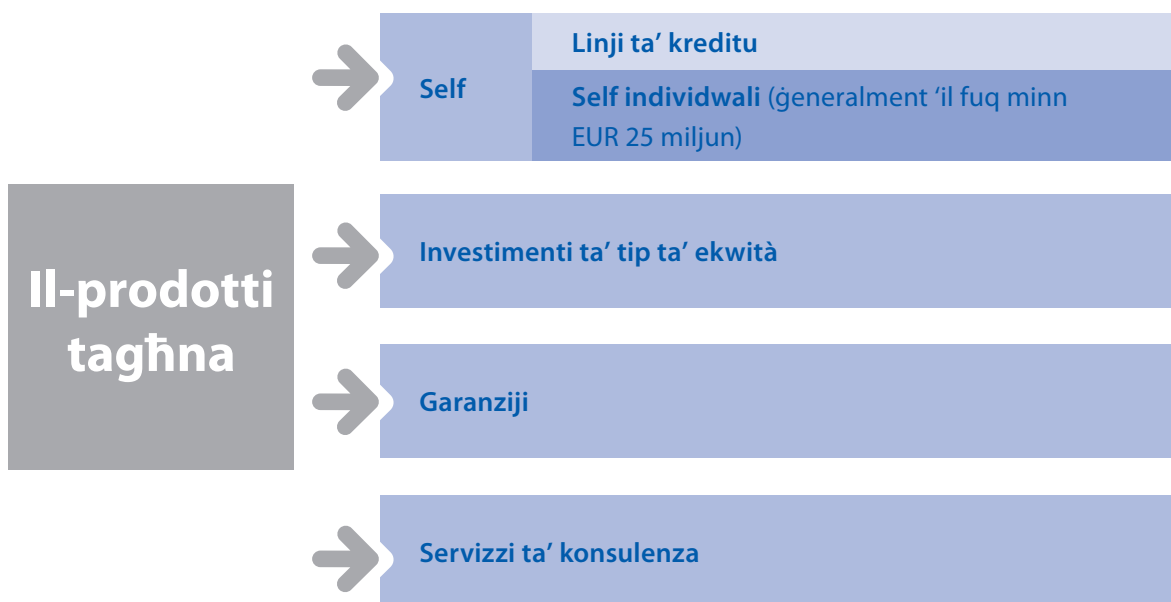 Il-prodotti
tagħna
Self
Linji ta’ kreditu
Self individwali (ġeneralment ‘il fuq minn
EUR 25 miljun)
Investimenti ta’ tip ta’ ekwità
Garanziji
Servizzi ta’ konsulenza